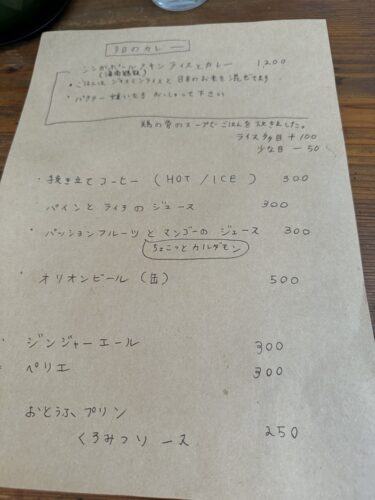 今日のカレー
シンガポールチキンライスとカレー 1200
(海南鶏飯)
・ごはんは ジャスミンライスと 日本のお米を 混ぜてます
・パクチー 嫌いな方 おっしゃって下さい
鶏の骨のスープでごはんを 炊きました。
ライス多め + 100
少な目 - 50
・挽き立てコーヒー (HOT / ICE) 300
パインと ライチの ジュース 300
・パッションフルーツと マンゴーの ジュース 300
ちょこっと カルダモン
オリオンビール (缶) 500
・ジンジャーエール 300
・ペリエ 300
おとうふ、プリン
くろみつソース 250